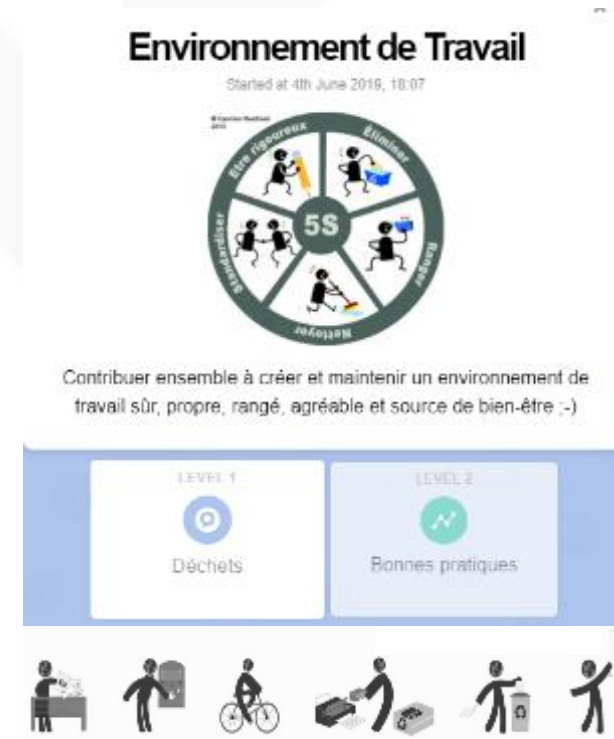 Environnement de Travail
Started at 4th June 2019, 18:07
Être rigoureux
Éliminer
5S
Standardiser
Ranger
Nettoyer
Contribuer ensemble à créer et maintenir un environnement de
travail sûr, propre, rangé, agréable et source de bien-être ;-)
LEVEL 1
LEVEL 2
Déchets
Bonnes pratiques